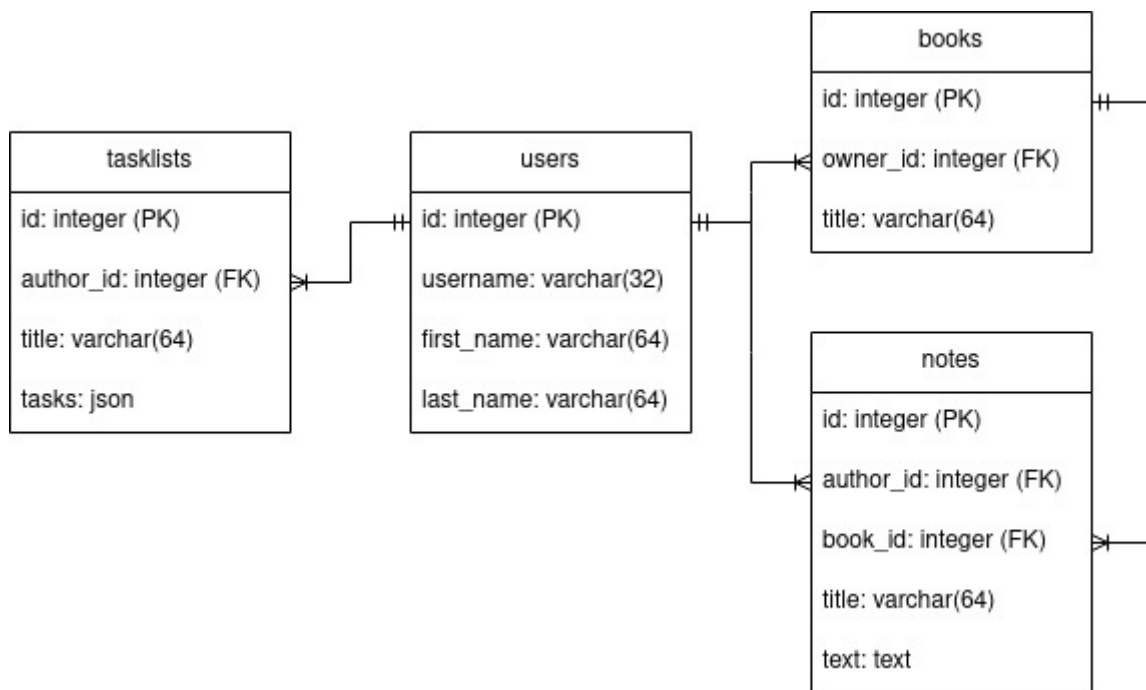 tasklists
id: integer (PK)
author_id: integer (FK)
title: varchar(64)
tasks: json
users
id: integer (PK)
username: varchar(32)
first_name: varchar(64)
last_name: varchar(64)
books
id: integer (PK)
owner_id: integer (FK)
title: varchar(64)
notes
id: integer (PK)
author_id: integer (FK)
book_id: integer (FK)
title: varchar(64)
text: text